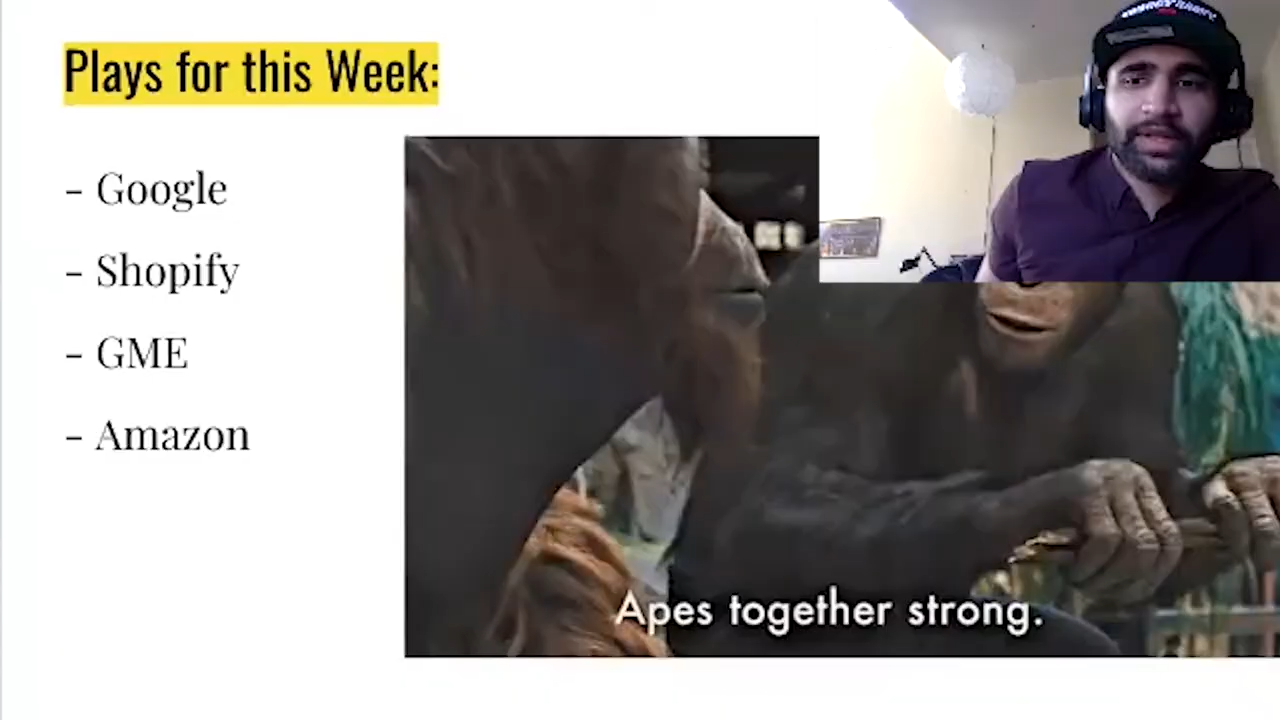 Plays for this Week:
- Google
- Shopify
- GME
- Amazon
Apes together strong.